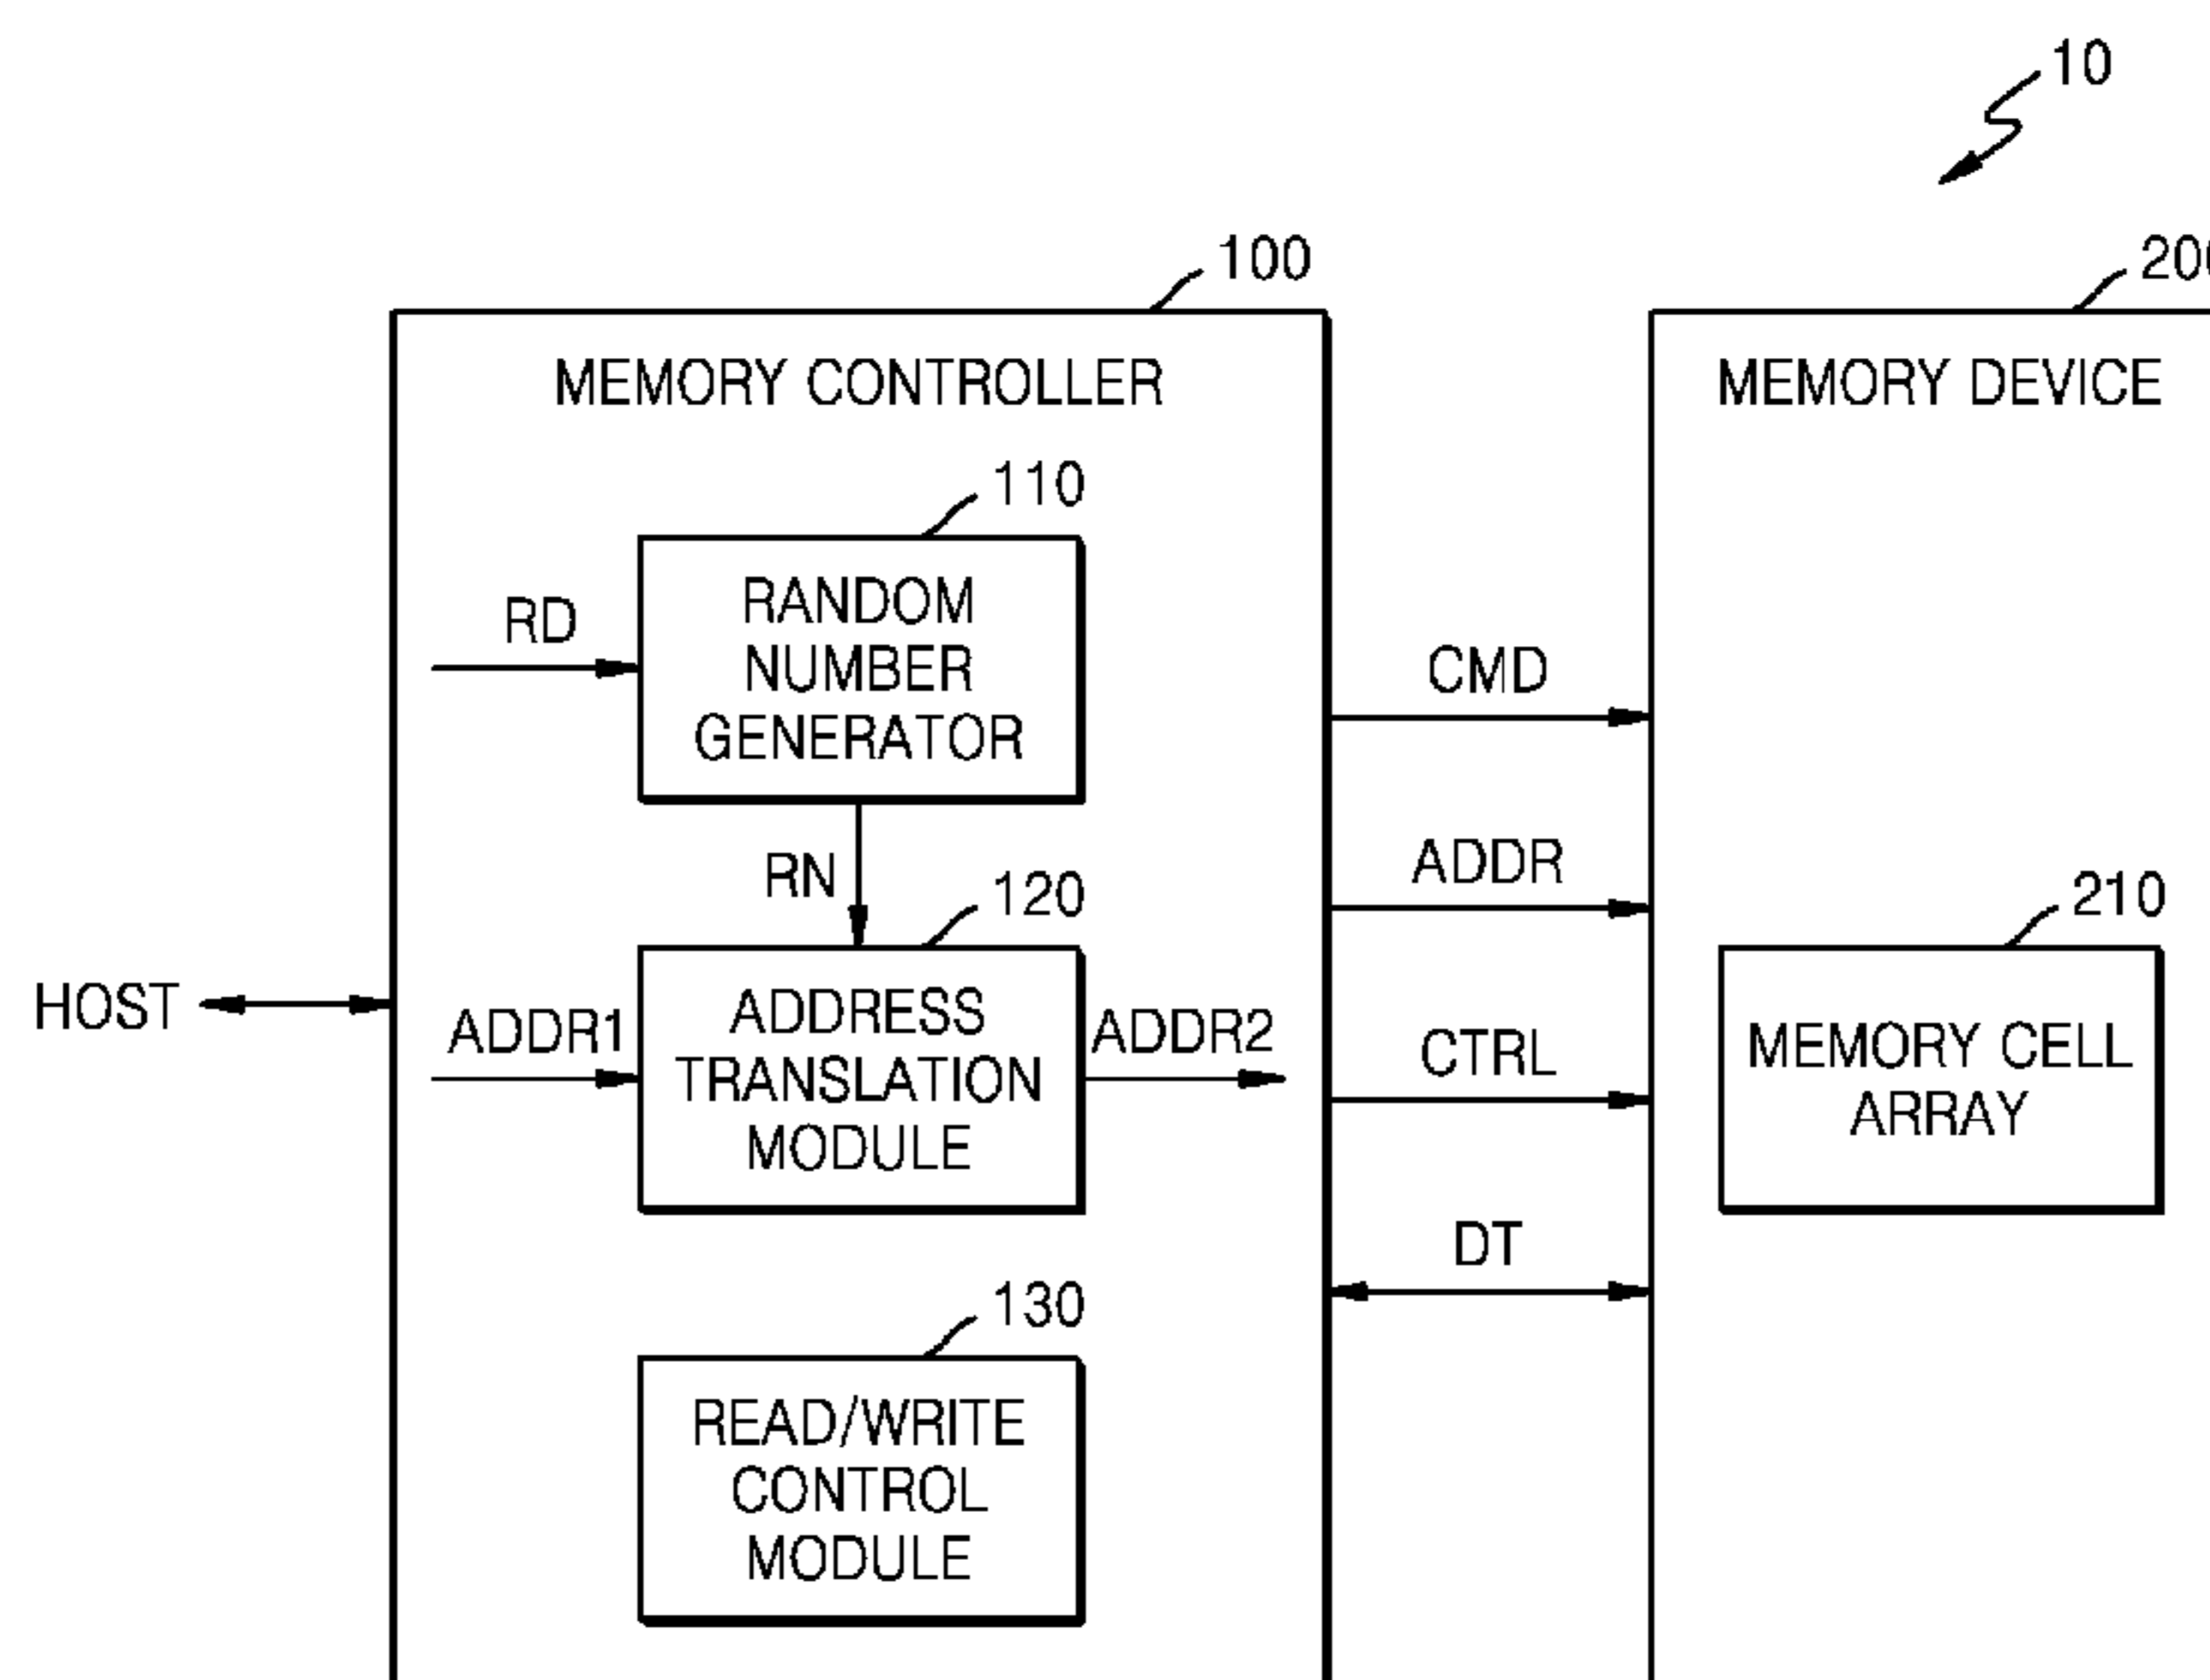 10
100
200
MEMORY CONTROLLER
MEMORY DEVICE
110
RANDOM
NUMBER
GENERATOR
RD
CMD
RN
ADDR
120
210
HOST
ADDR1
ADDRESS
TRANSLATION
MODULE
ADDR2
CTRL
MEMORY CELL
ARRAY
DT
130
READ/WRITE
CONTROL
MODULE